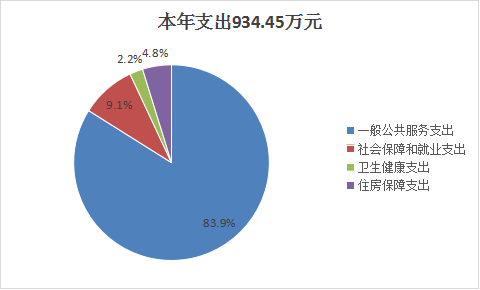 本年支出934.45万元
4.8%
2.2%
9.1%
83.9%
一般公共服务支出
社会保障和就业支出
卫生健康支出
住房保障支出